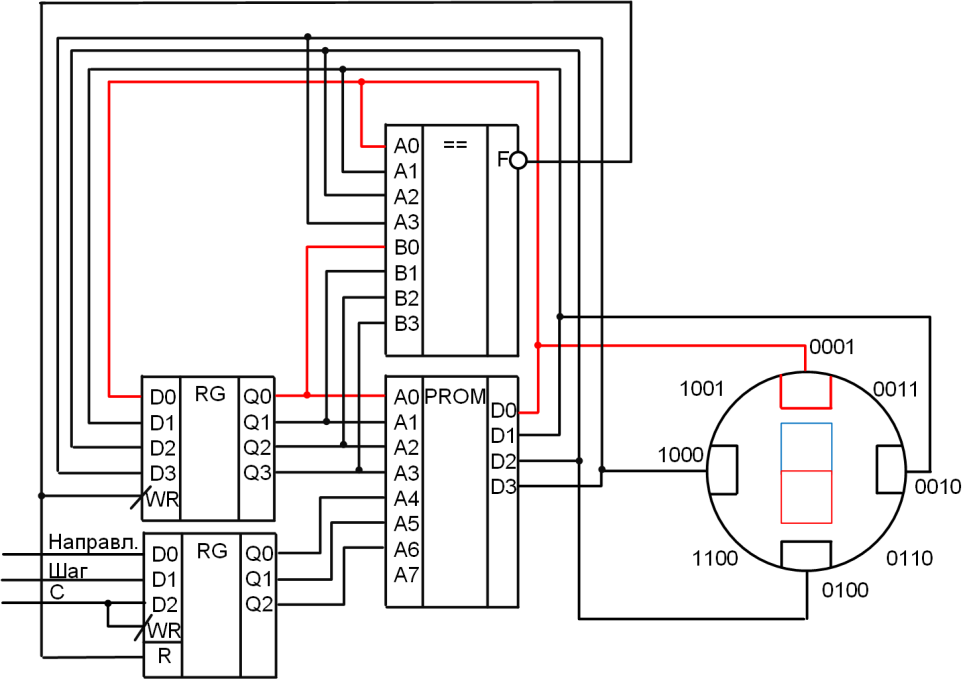 A0 == F
A1
A2
A3
B0
B1
B2
B3
0001
D0 RG Q0 A0 PROM D0 1001 0011
D1 Q1 A1 D1
D2 Q2 A2 D2 1000
D3 Q3 A3 D3 0010
WR A4
Направл. D0 RG Q0 A5 1100 0110
Шаг D1 Q1 A6
С D2 Q2 A7 0100
WR
R